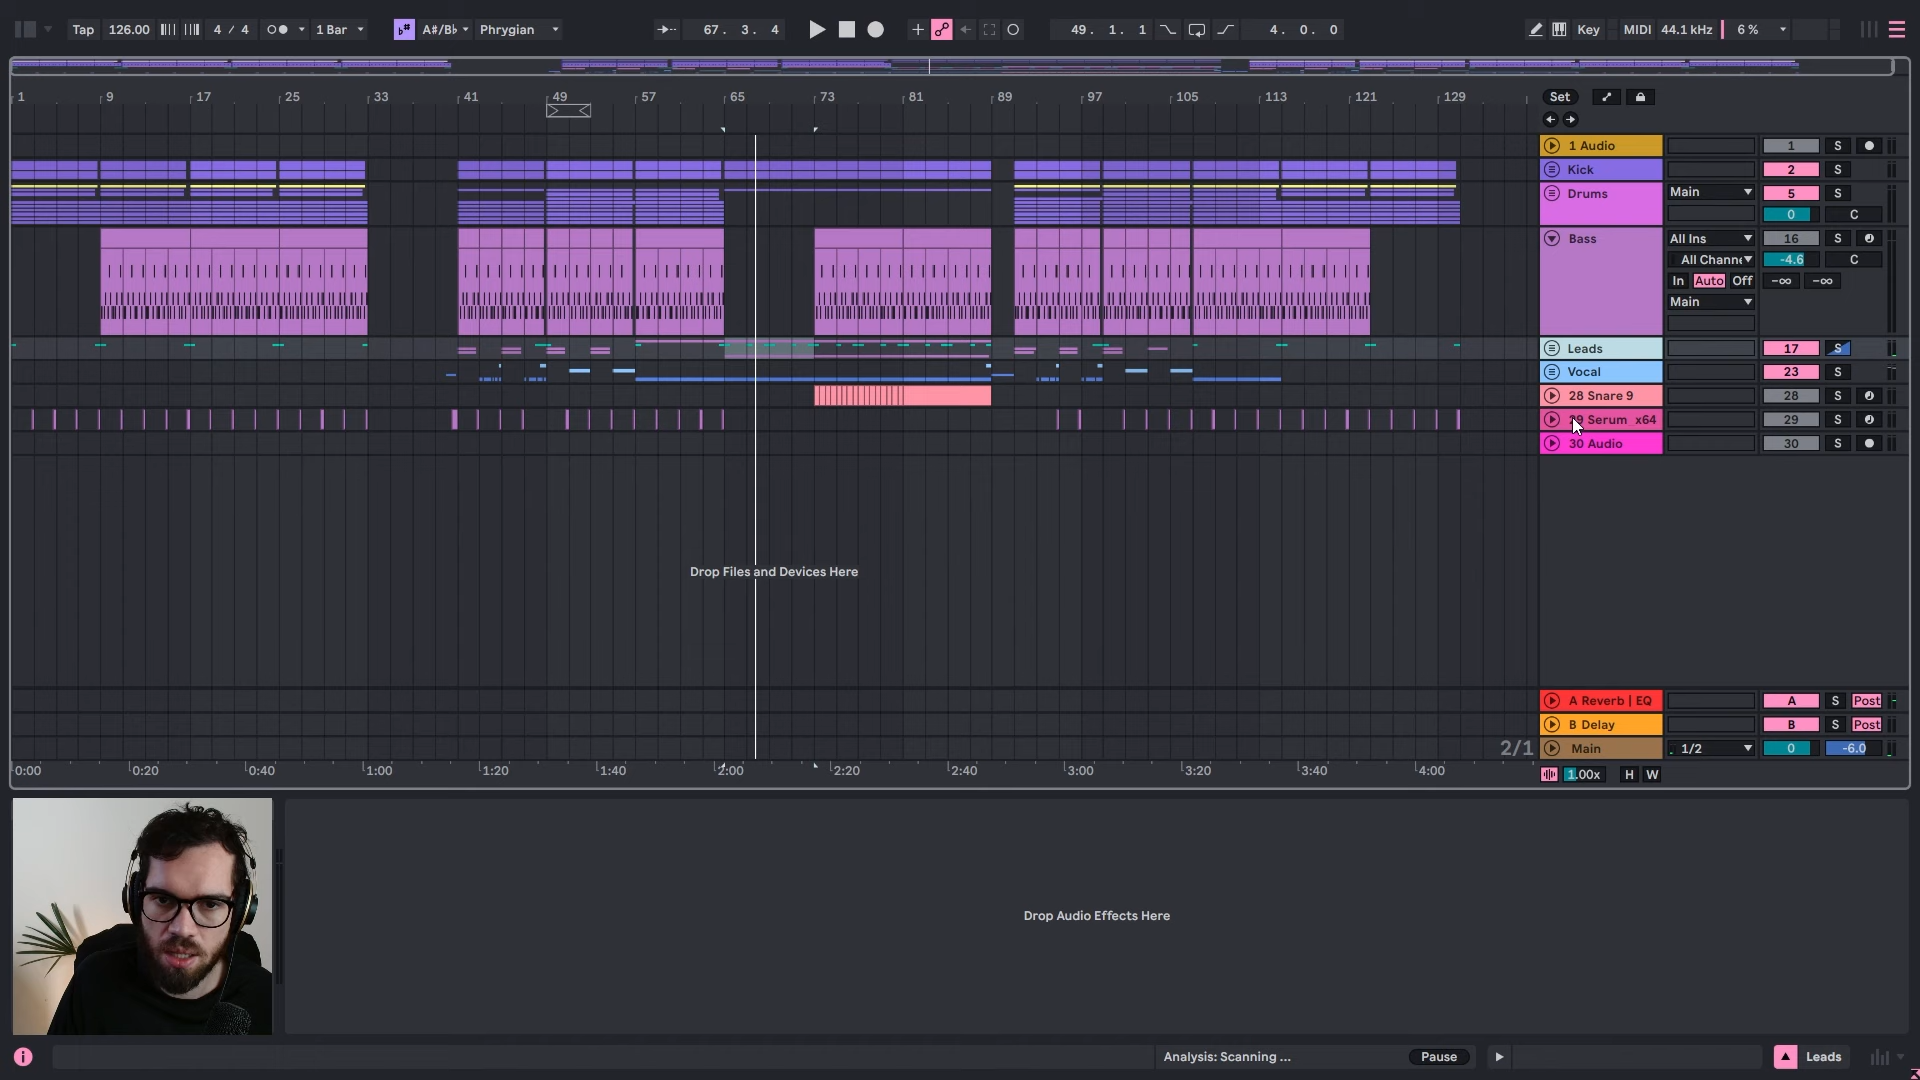 Tap 126.00 4 / 4 1 Bar A#/B♭ Phrygian 67. 3. 4 49. 1. 1 4. 0. 0 Key MIDI 44.1 kHz 6 %
1 9 17 25 33 41 49 57 65 73 81 89 97 105 113 121 129 Set
1 Audio 1 S
Kick 2 S
Drums Main 5 S
0 C
Bass All Ins 16 S
All Channe -4.6 C
In Auto Off -∞ -∞
Main
Leads 17 S
Vocal 23 S
28 Snare 9 28 S
29 Serum x64 29 S
30 Audio 30 S
Drop Files and Devices Here
A Reverb | EQ A S Post
B Delay B S Post
2/1 Main 1/2 0 -6.0
0:00 0:20 0:40 1:00 1:20 1:40 2:00 2:20 2:40 3:00 3:20 3:40 4:00 1.00x H W
Drop Audio Effects Here
Analysis: Scanning ... Pause Leads